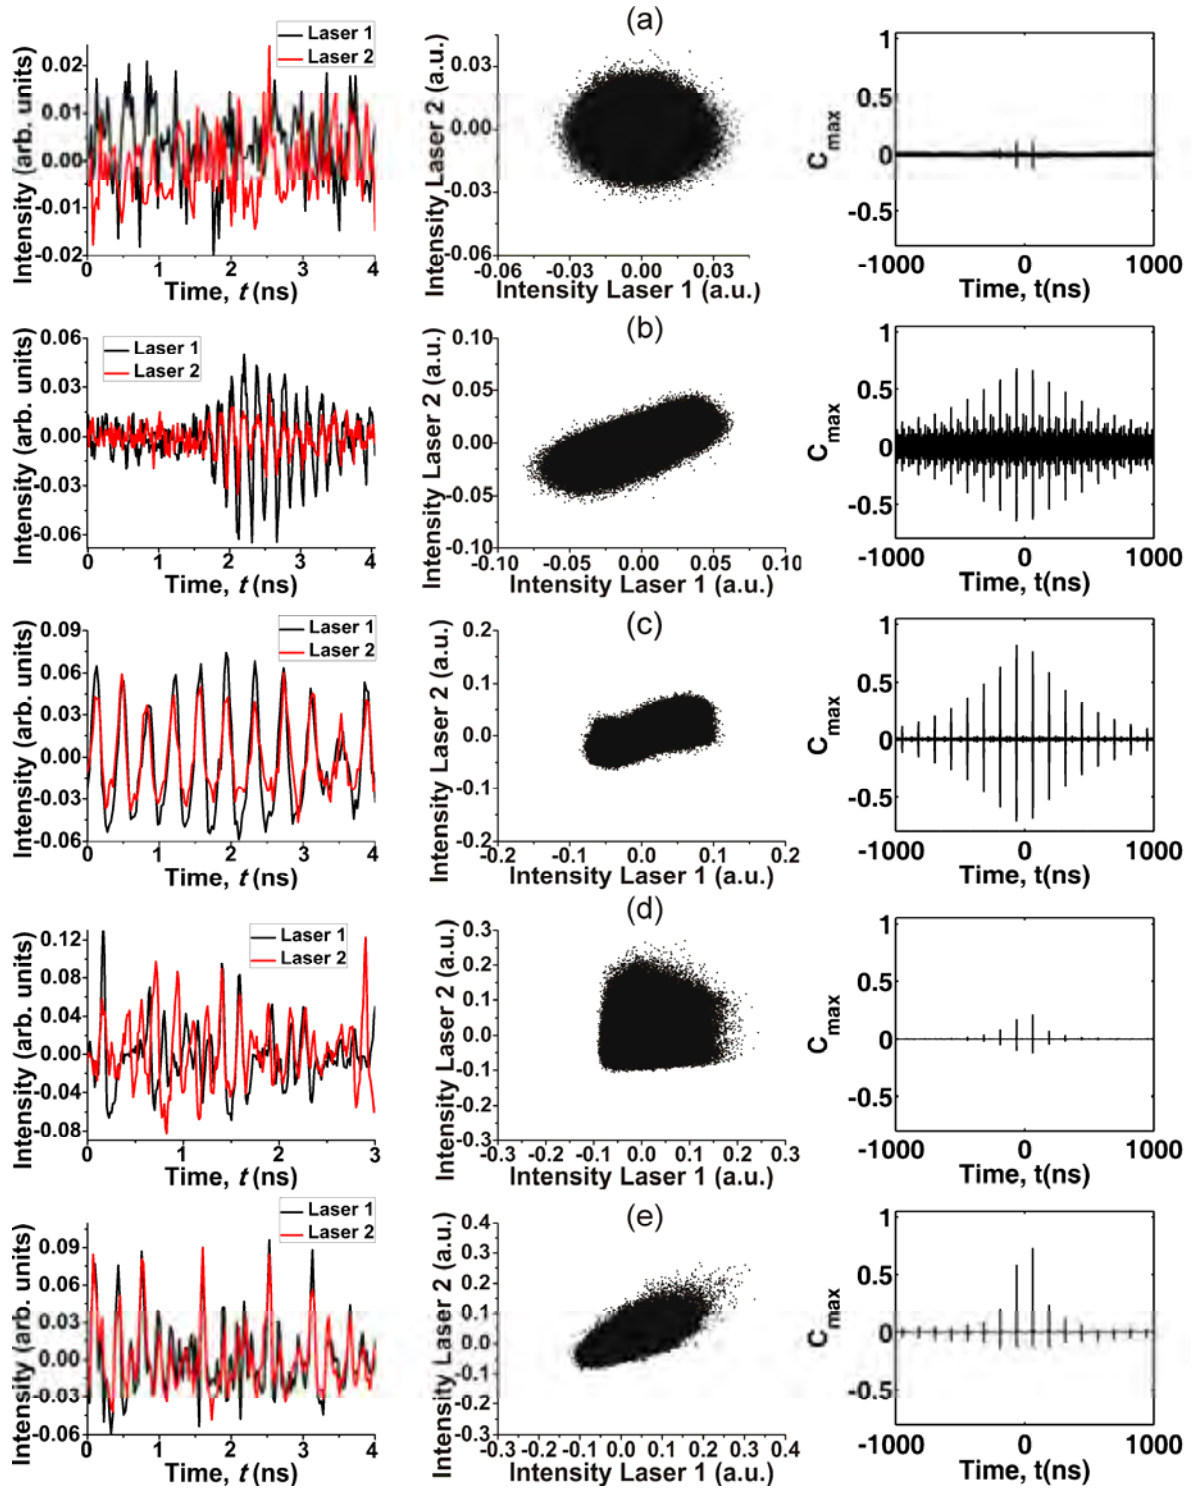 (a)
Intensity (arb. units)
0.02
0.01
0.00
-0.01
-0.02
Laser 1
Laser 2
0 1 2 3 4
Time, t (ns)
Intensity Laser 2 (a.u.)
0.03
0.00
-0.03
-0.06
-0.06 -0.03 0.00 0.03
Intensity Laser 1 (a.u.)
C max
1
0.5
0
-0.5
-1000 0 1000
Time, t(ns)
(b)
Intensity (arb. units)
0.06
0.03
0.00
-0.03
-0.06
Laser 1
Laser 2
0 1 2 3 4
Time, t (ns)
Intensity Laser 2 (a.u.)
0.10
0.05
0.00
-0.05
-0.10
-0.10 -0.05 0.00 0.05 0.10
Intensity Laser 1 (a.u.)
C max
1
0.5
0
-0.5
-1000 0 1000
Time, t(ns)
(c)
Intensity (arb. units)
0.09
0.06
0.03
0.00
-0.03
-0.06
Laser 1
Laser 2
0 1 2 3 4
Time, t (ns)
Intensity Laser 2 (a.u.)
0.2
0.1
0.0
-0.1
-0.2
-0.2 -0.1 0.0 0.1 0.2
Intensity Laser 1 (a.u.)
C max
1
0.5
0
-0.5
-1000 0 1000
Time, t(ns)
(d)
Intensity (arb. units)
0.12
0.08
0.04
0.00
-0.04
-0.08
Laser 1
Laser 2
0 1 2 3
Time, t (ns)
Intensity Laser 2 (a.u.)
0.3
0.2
0.1
0.0
-0.1
-0.2
-0.3
-0.3 -0.2 -0.1 0.0 0.1 0.2 0.3
Intensity Laser 1 (a.u.)
C max
1
0.5
0
-0.5
-1000 0 1000
Time, t(ns)
(e)
Intensity (arb. units)
0.09
0.06
0.03
0.00
-0.03
-0.06
Laser 1
Laser 2
0 1 2 3 4
Time, t (ns)
Intensity Laser 2 (a.u.)
0.4
0.3
0.2
0.1
0.0
-0.1
-0.2
-0.3
-0.3 -0.2 -0.1 0.0 0.1 0.2 0.3 0.4
Intensity Laser 1 (a.u.)
C max
1
0.5
0
-0.5
-1000 0 1000
Time, t(ns)